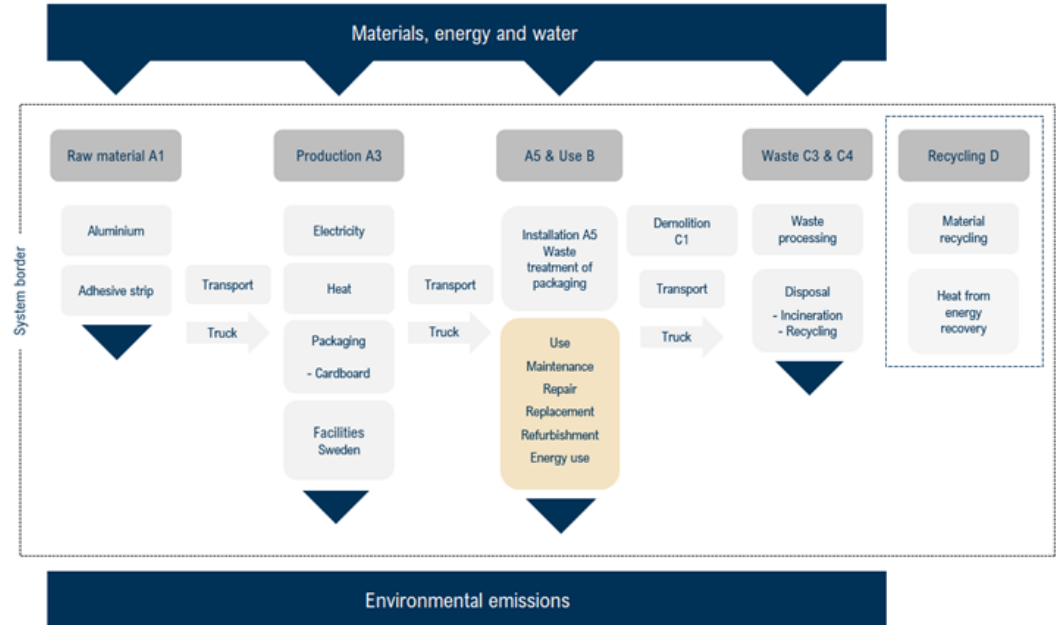 Materials, energy and water
System border
Raw material A1
Aluminium
Adhesive strip
Transport
Truck
Production A3
Electricity
Heat
Packaging
- Cardboard
Facilities
Sweden
Transport
Truck
A5 & Use B
Installation A5
Waste
treatment of
packaging
Use
Maintenance
Repair
Replacement
Refurbishment
Energy use
Demolition
C1
Transport
Truck
Waste C3 & C4
Waste
processing
Disposal
- Incineration
- Recycling
Recycling D
Material
recycling
Heat from
energy
recovery
Environmental emissions